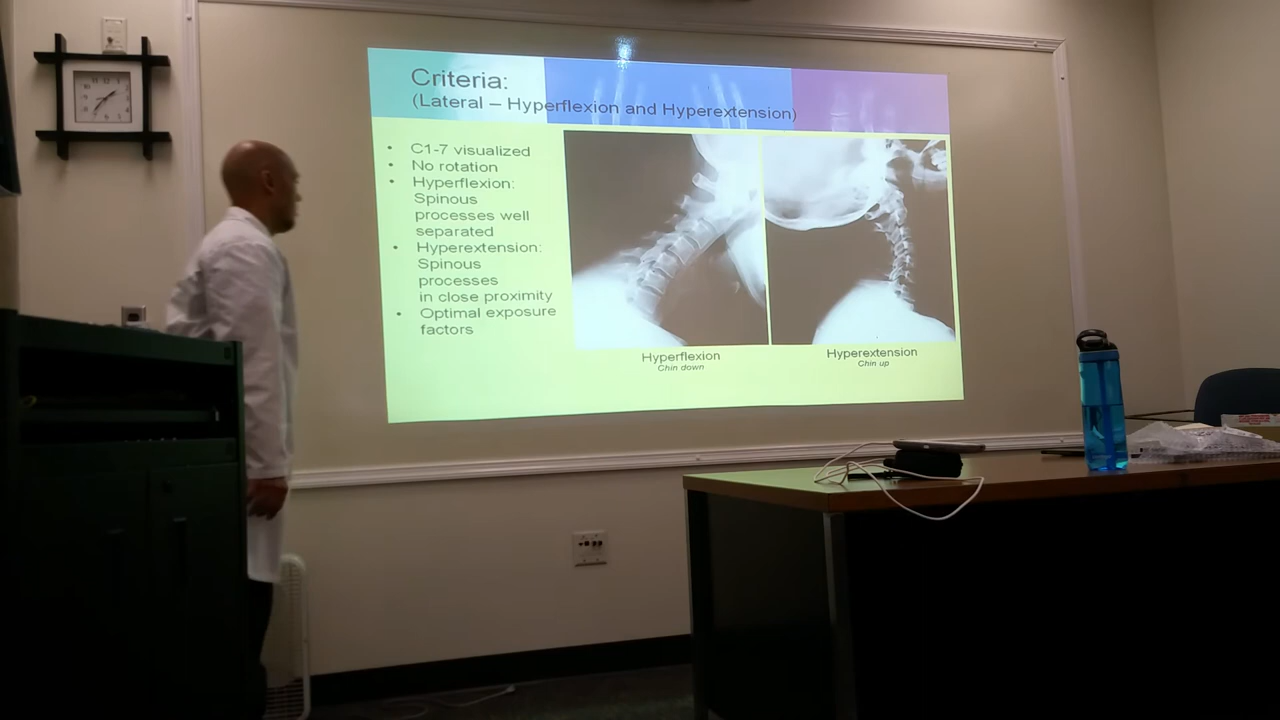 Criteria:
(Lateral – Hyperflexion and Hyperextension)
• C1-7 visualized
• No rotation
• Hyperflexion:
Spinous
processes well
separated
• Hyperextension:
Spinous
processes
in close proximity
• Optimal exposure
factors
Hyperflexion
Chin down
Hyperextension
Chin up